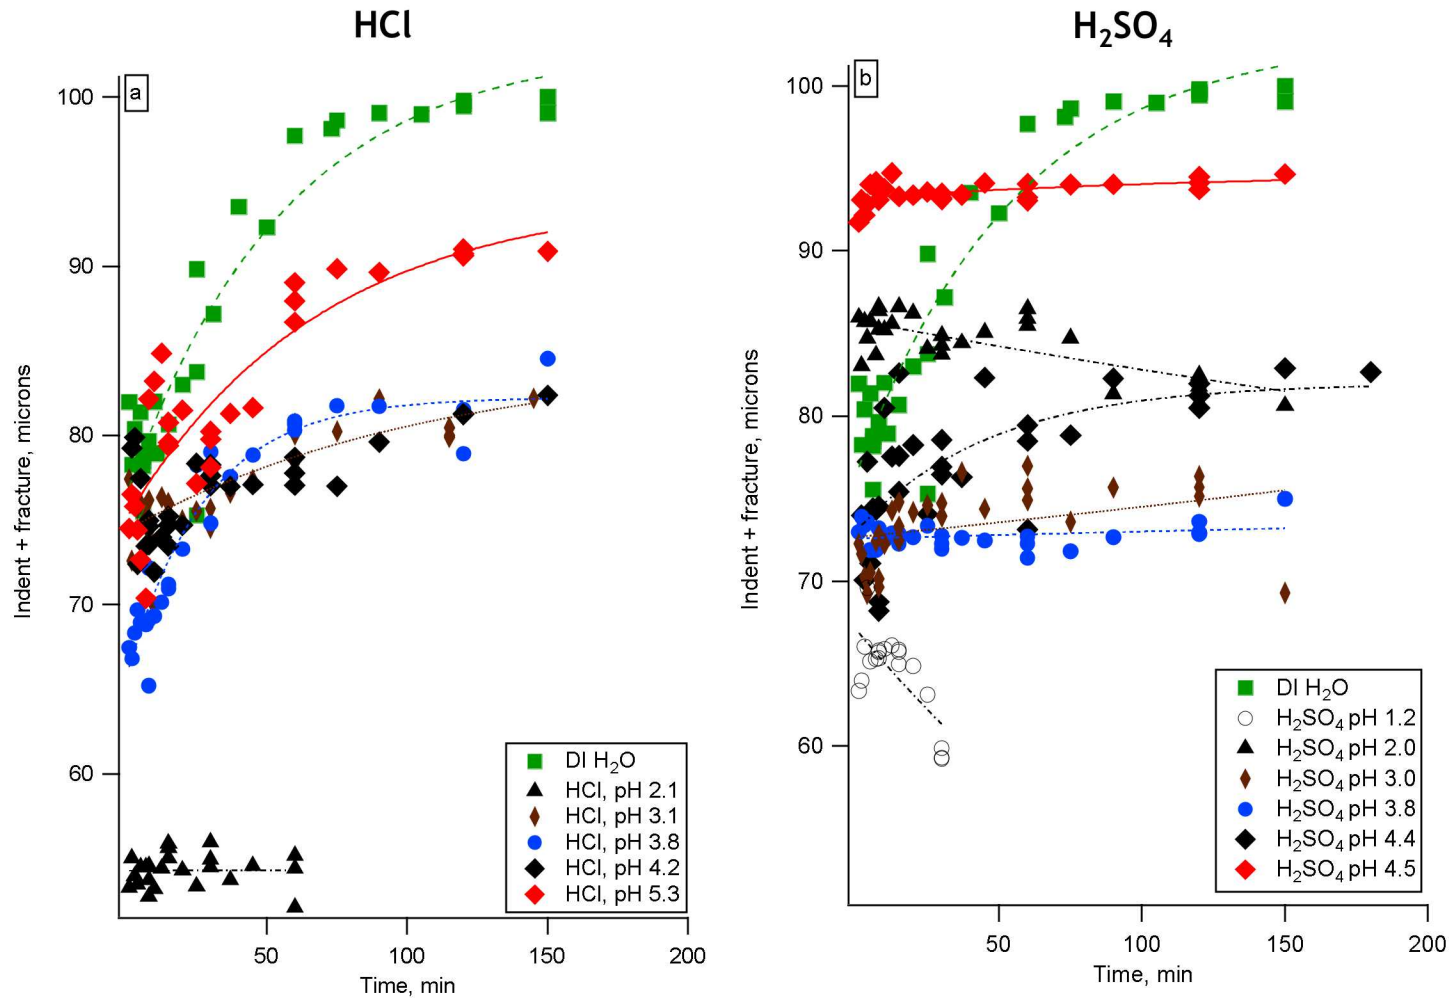 HCl
H₂SO₄
a
b
100
90
80
70
60
Indent + fracture, microns
50
100
150
200
Time, min
DI H₂O
HCl, pH 2.1
HCl, pH 3.1
HCl, pH 3.8
HCl, pH 4.2
HCl, pH 5.3
100
90
80
70
60
Indent + fracture, microns
50
100
150
200
Time, min
DI H₂O
H₂SO₄ pH 1.2
H₂SO₄ pH 2.0
H₂SO₄ pH 3.0
H₂SO₄ pH 3.8
H₂SO₄ pH 4.4
H₂SO₄ pH 4.5